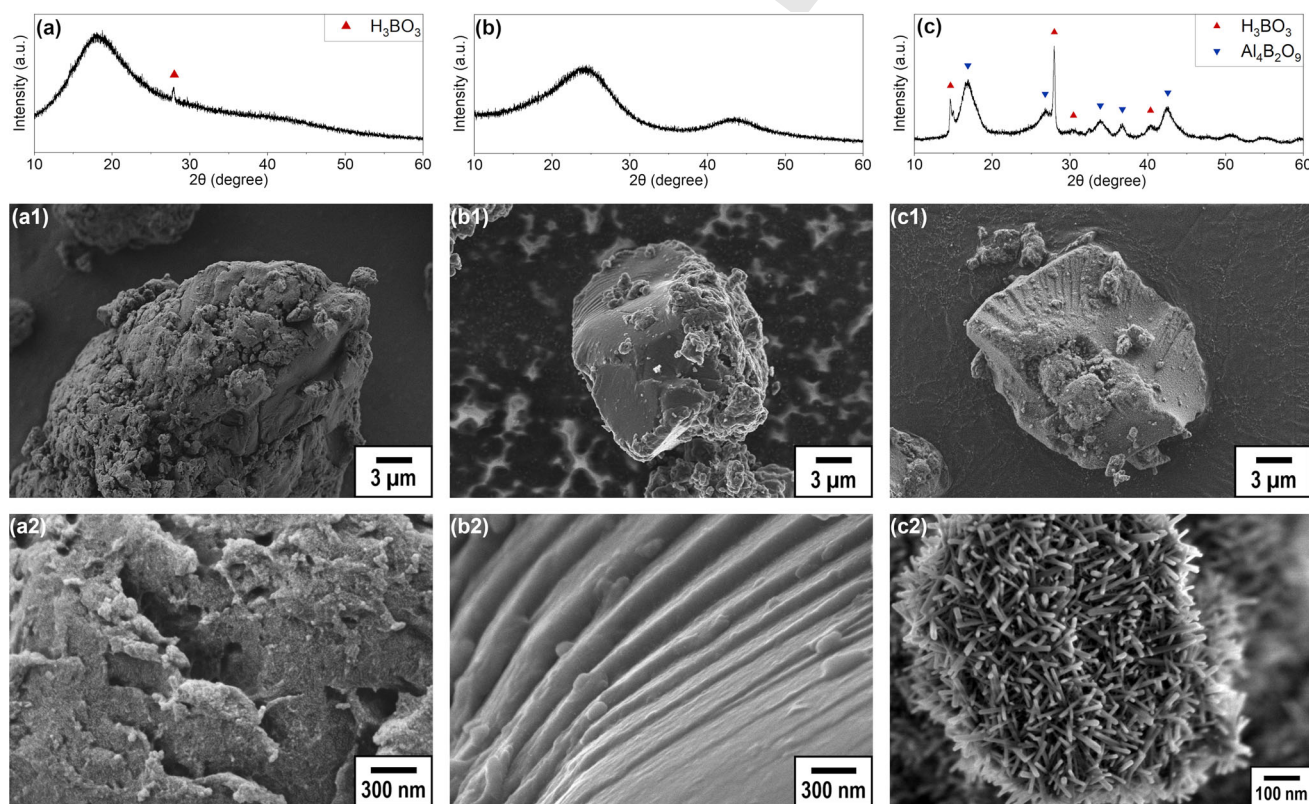 (a)
▲ H₃BO₃
Intensity (a.u.)
10 20 30 40 50 60
2θ (degree)
(b)
Intensity (a.u.)
10 20 30 40 50 60
2θ (degree)
(c)
▲ H₃BO₃
▼ Al₄B₂O₉
Intensity (a.u.)
10 20 30 40 50 60
2θ (degree)
(a1)
3 µm
(b1)
3 µm
(c1)
3 µm
(a2)
300 nm
(b2)
300 nm
(c2)
100 nm